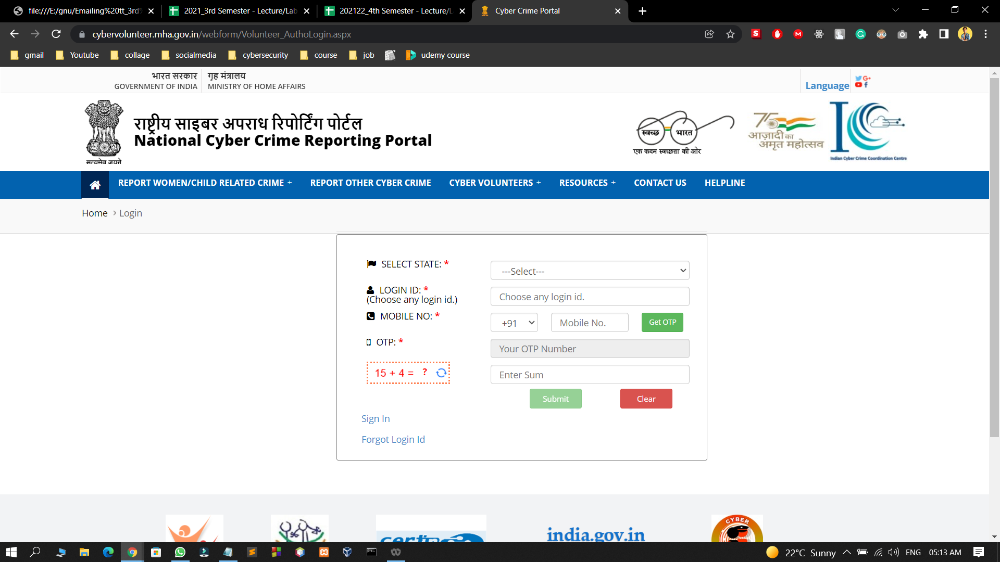 file:///E:/gnu/Emailing%20tt_3rd%
2021_3rd Semester - Lecture/Lab
202122_4th Semester - Lecture/L
Cyber Crime Portal
cybervolunteer.mha.gov.in/webform/Volunteer_AuthoLogin.aspx
gmail
Youtube
collage
socialmedia
cybersecurity
course
job
udemy course
भारत सरकार
GOVERNMENT OF INDIA
गृह मंत्रालय
MINISTRY OF HOME AFFAIRS
Language
सत्यमेव जयते
राष्ट्रीय साइबर अपराध रिपोर्टिंग पोर्टल
National Cyber Crime Reporting Portal
स्वच्छ भारत
एक कदम स्वच्छता की ओर
75
आज़ादी का
अमृत महोत्सव
Indian Cyber Crime Coordination Centre
REPORT WOMEN/CHILD RELATED CRIME +
REPORT OTHER CYBER CRIME
CYBER VOLUNTEERS +
RESOURCES +
CONTACT US
HELPLINE
Home > Login
SELECT STATE: *
---Select---
LOGIN ID: *
(Choose any login id.)
Choose any login id.
MOBILE NO: *
+91
Mobile No.
Get OTP
OTP: *
Your OTP Number
15 + 4 = ?
Enter Sum
Submit
Clear
Sign In
Forgot Login Id
india.gov.in
CYBER
22°C Sunny
ENG
05:13 AM